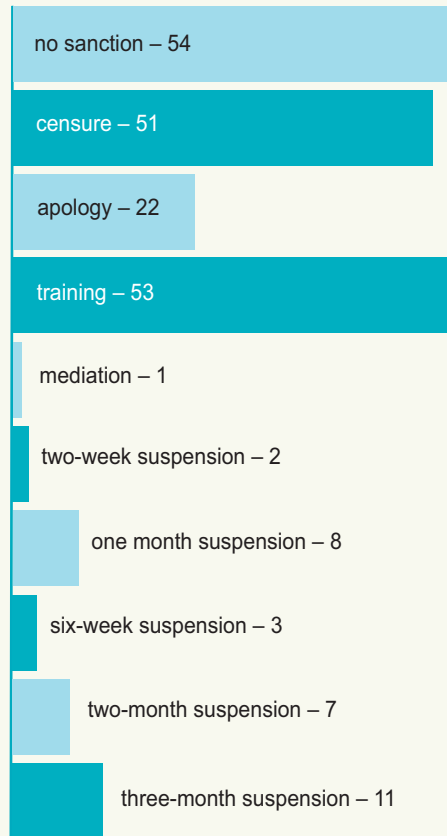 no sanction – 54
censure – 51
apology – 22
training – 53
mediation – 1
two-week suspension – 2
one month suspension – 8
six-week suspension – 3
two-month suspension – 7
three-month suspension – 11